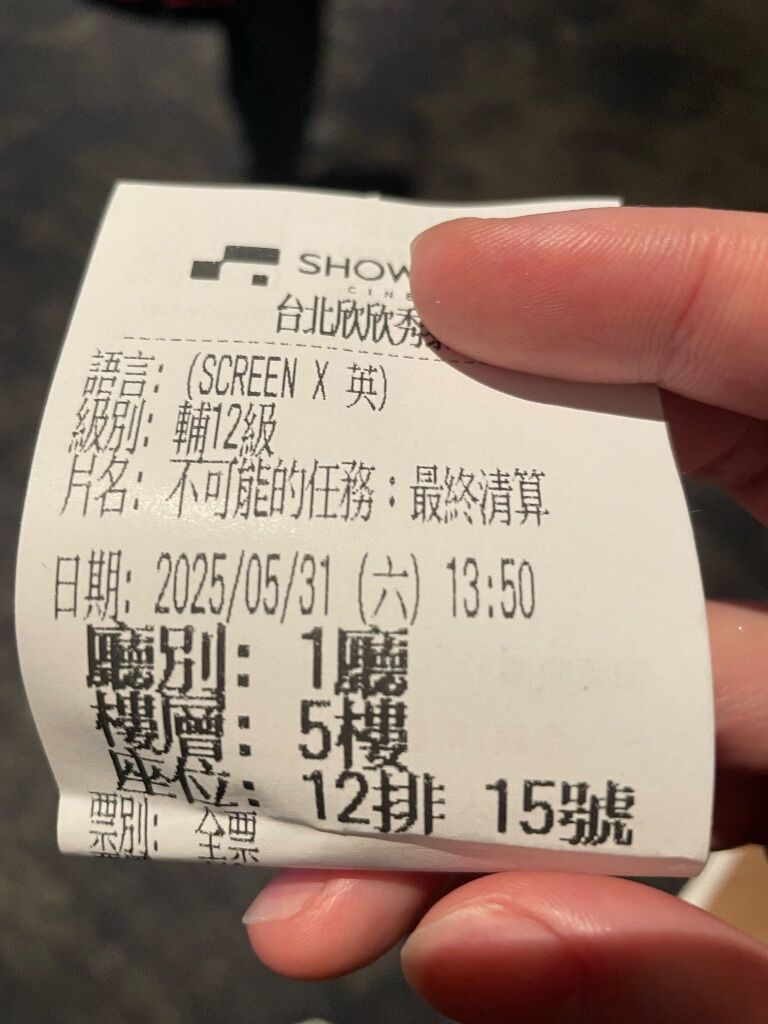 SHOW
CINE
台北欣欣秀
語言: (SCREEN X 英)
級別: 輔12級
片名: 不可能的任務：最終清算
日期: 2025/05/31 (六) 13:50
廳別: 1廳
樓層: 5樓
座位: 12排 15號
票別: 全票